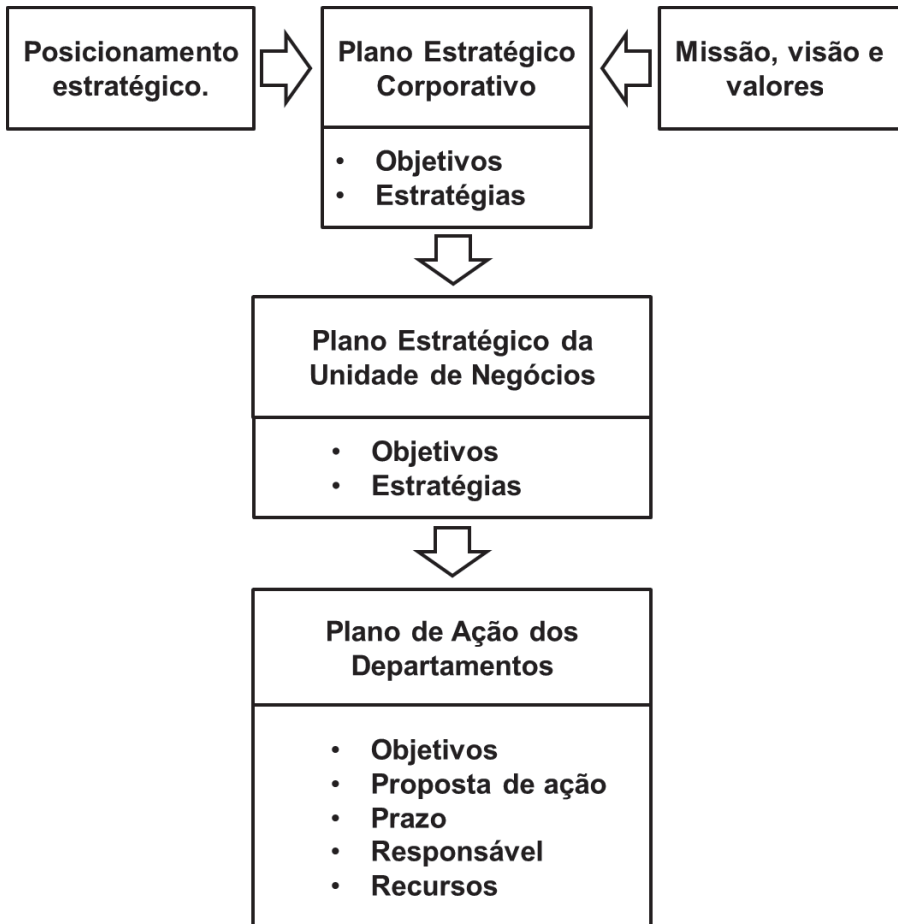 Posicionamento
estratégico.
Plano Estratégico
Corporativo
• Objetivos
• Estratégias
Missão, visão e
valores
Plano Estratégico da
Unidade de Negócios
• Objetivos
• Estratégias
Plano de Ação dos
Departamentos
• Objetivos
• Proposta de ação
• Prazo
• Responsável
• Recursos